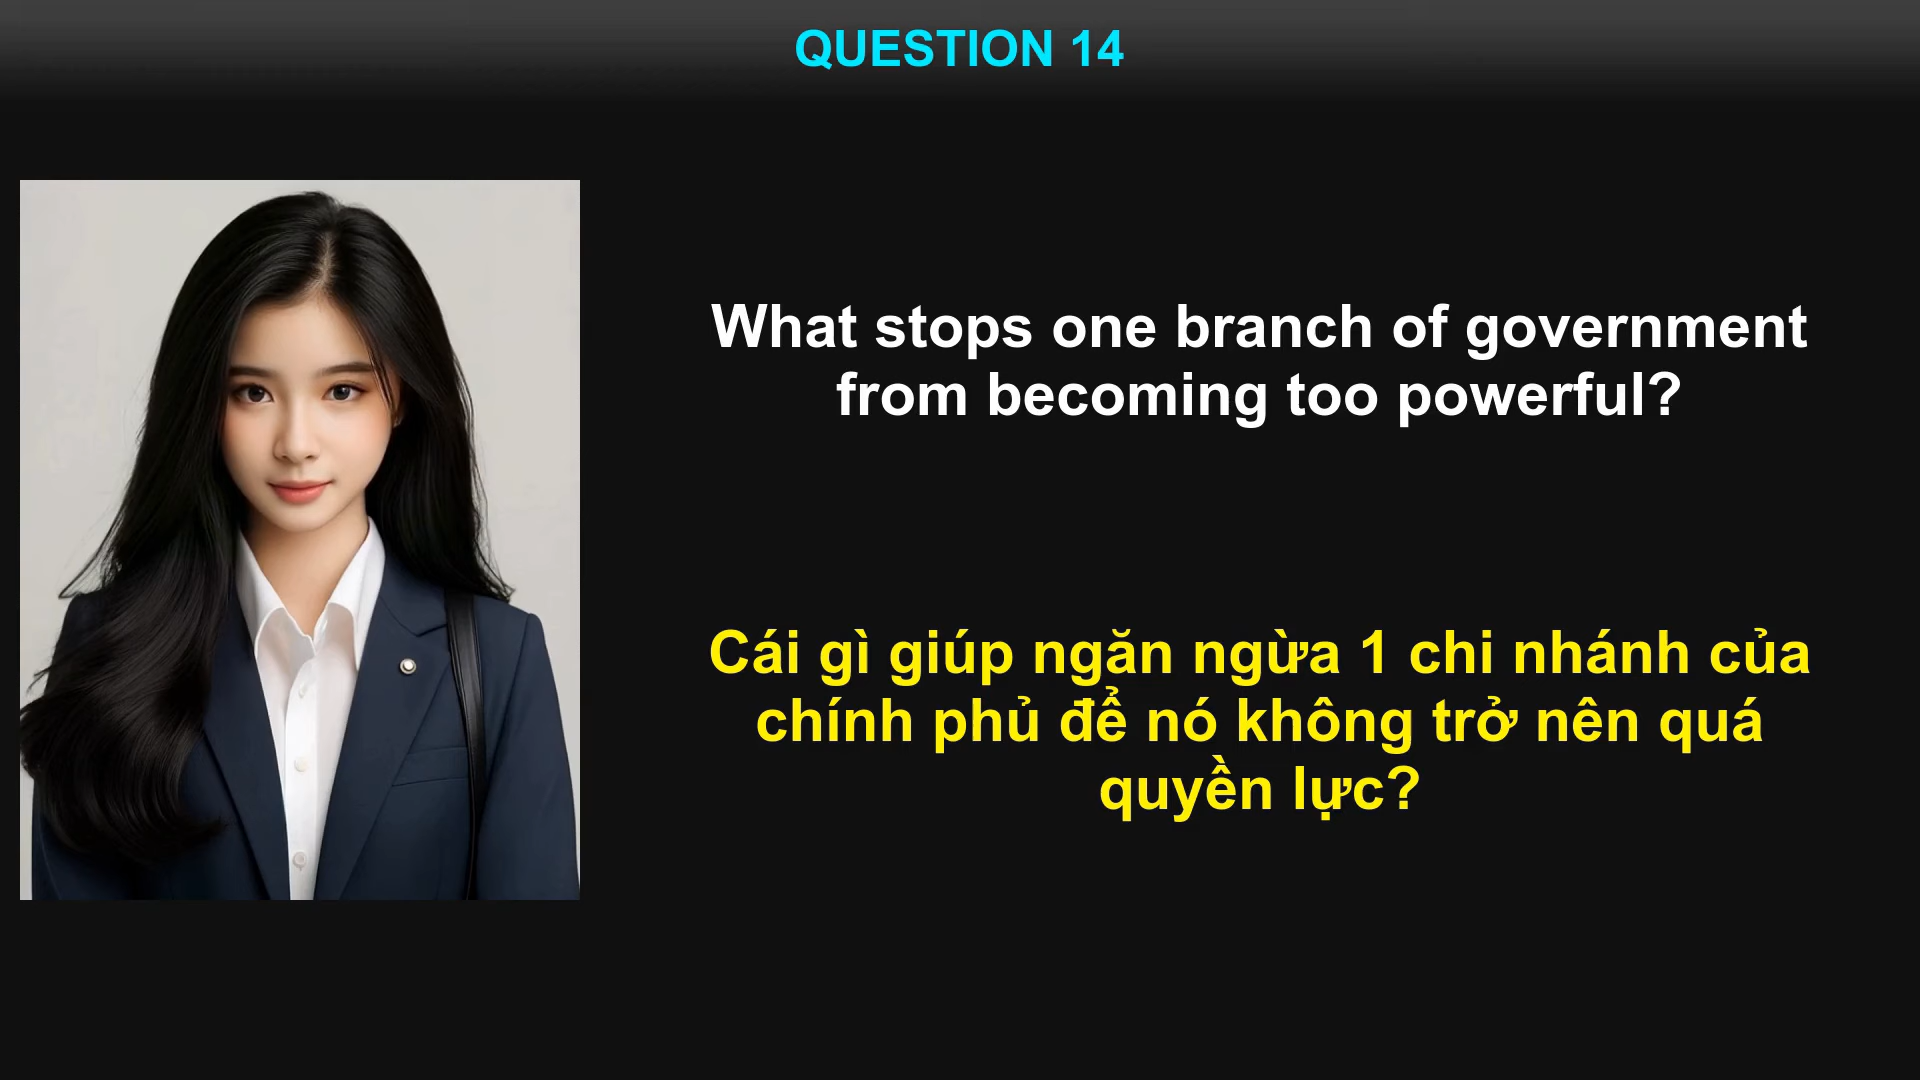 QUESTION 14
What stops one branch of government
from becoming too powerful?
Cái gì giúp ngăn ngừa 1 chi nhánh của
chính phủ để nó không trở nên quá
quyền lực?